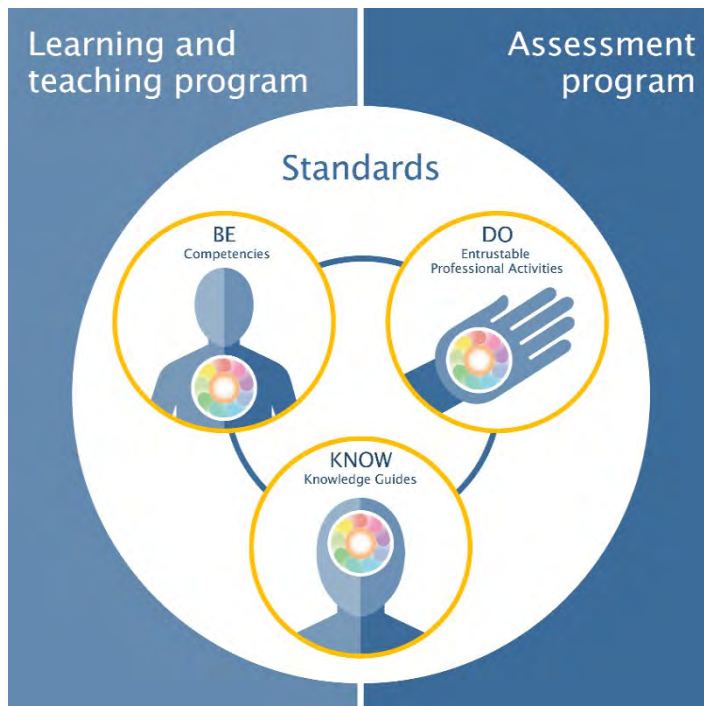 Learning and
teaching program
Assessment
program
Standards
BE
Competencies
DO
Entrustable
Professional Activities
KNOW
Knowledge Guides